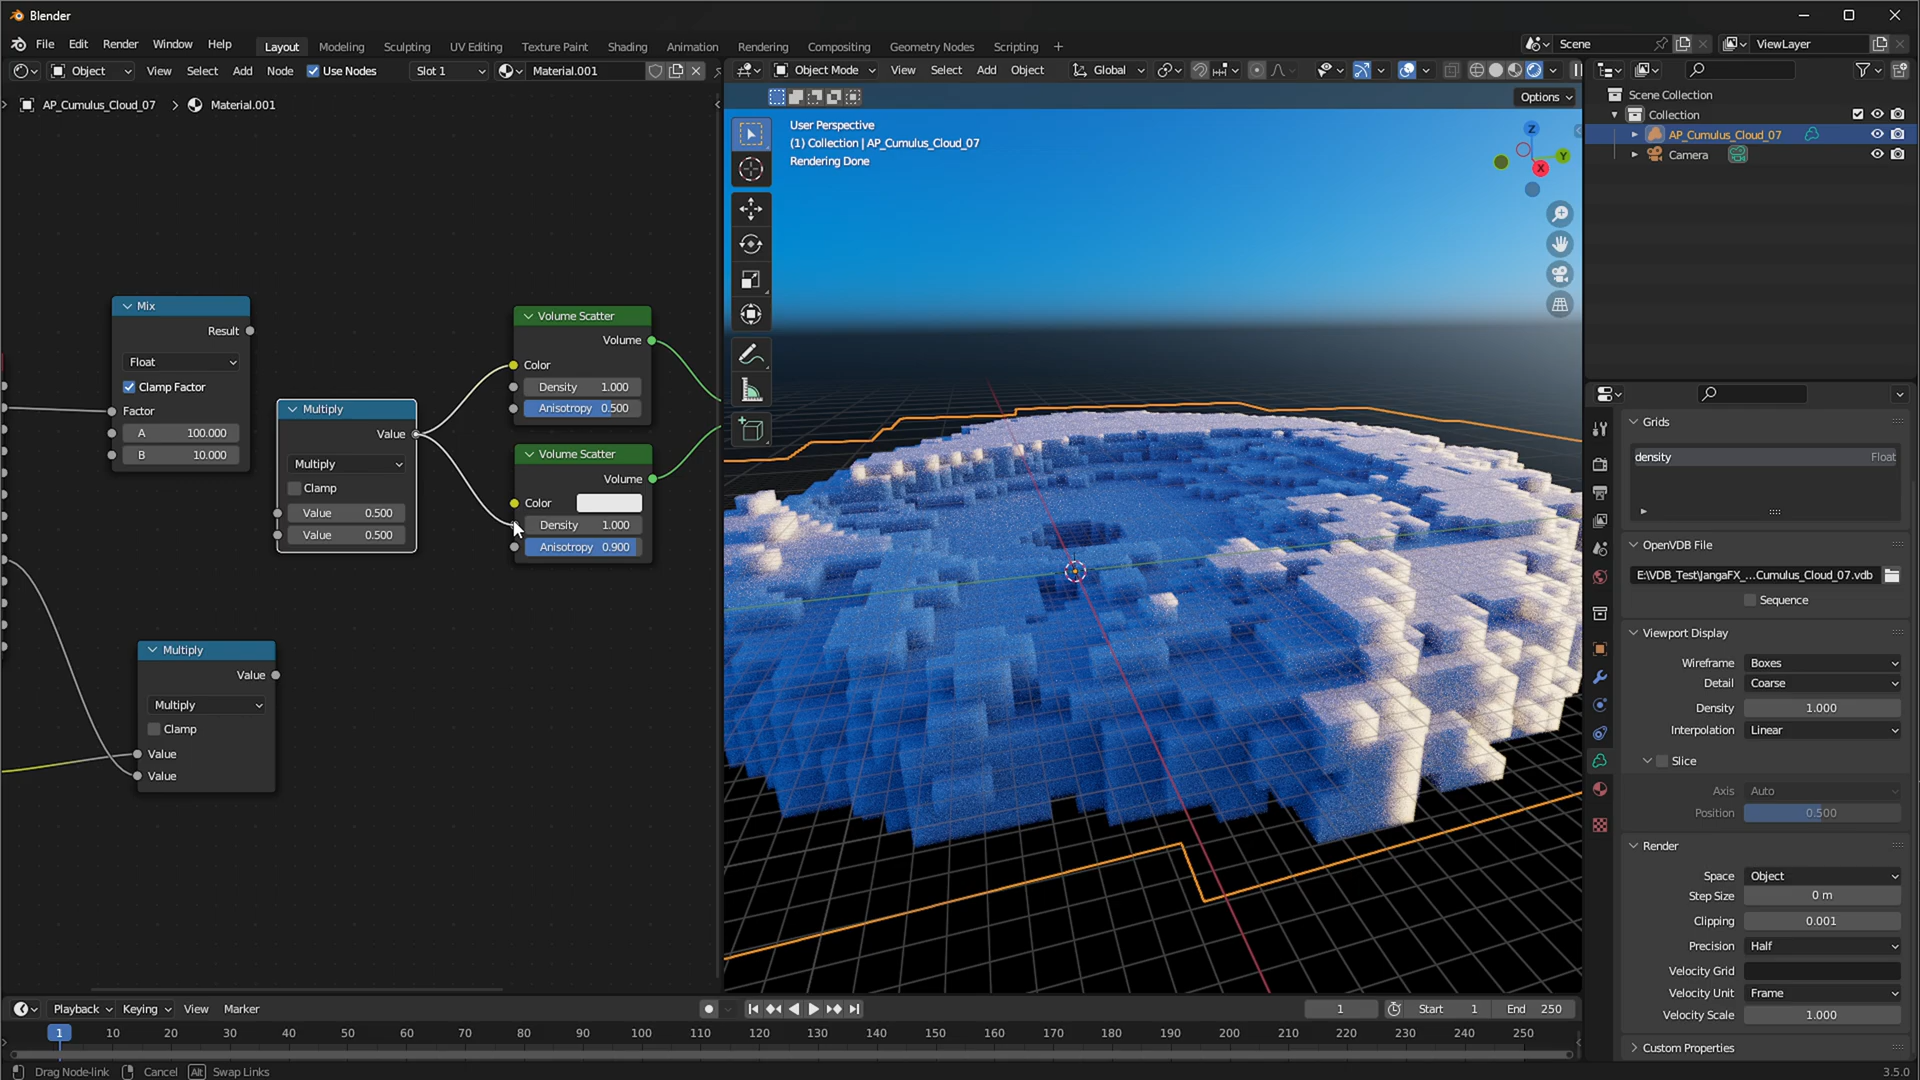 Blender
File Edit Render Window Help
Layout Modeling Sculpting UV Editing Texture Paint Shading Animation Rendering Compositing Geometry Nodes Scripting +
Scene
ViewLayer
Object View Select Add Node Use Nodes Slot 1 Material.001
Object Mode View Select Add Object Global
Options
AP_Cumulus_Cloud_07 > Material.001
Mix
Result
Float
Clamp Factor
Factor
A 100.000
B 10.000
Multiply
Value
Multiply
Clamp
Value 0.500
Value 0.500
Volume Scatter
Volume
Color
Density 1.000
Anisotropy 0.500
Volume Scatter
Volume
Color
Density 1.000
Anisotropy 0.900
Multiply
Value
Multiply
Clamp
Value
Value
User Perspective
(1) Collection | AP_Cumulus_Cloud_07
Rendering Done
Z
Y
X
Scene Collection
Collection
AP_Cumulus_Cloud_07
Camera
Grids
density Float
OpenVDB File
E:\VDB_Test\JangaFX_...Cumulus_Cloud_07.vdb
Sequence
Viewport Display
Wireframe Boxes
Detail Coarse
Density 1.000
Interpolation Linear
Slice
Axis Auto
Position 0.500
Render
Space Object
Step Size 0 m
Clipping 0.001
Precision Half
Velocity Grid
Velocity Unit Frame
Velocity Scale 1.000
Custom Properties
Playback Keying View Marker
1 Start 1 End 250
1 10 20 30 40 50 60 70 80 90 100 110 120 130 140 150 160 170 180 190 200 210 220 230 240 250
Drag Node-link Cancel Alt Swap Links
3.5.0